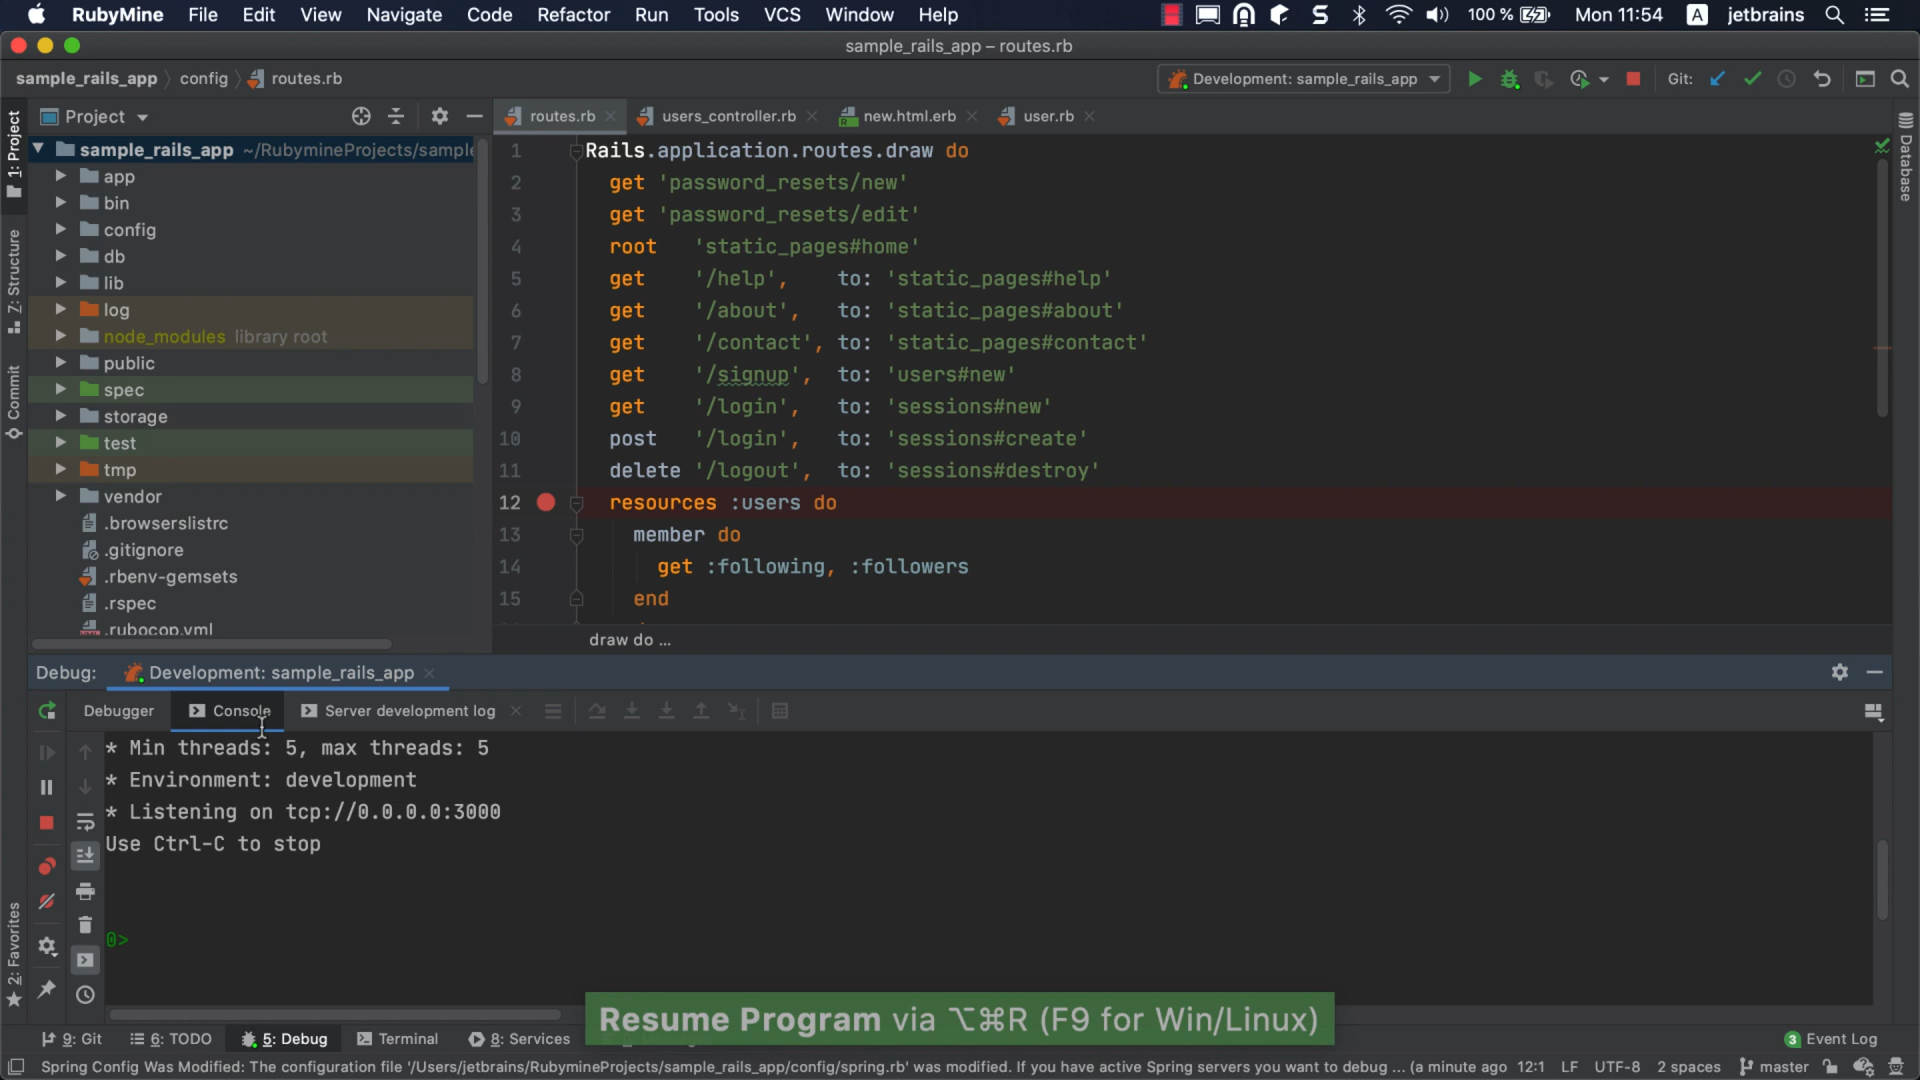 RubyMine File Edit View Navigate Code Refactor Run Tools VCS Window Help 100 % Mon 11:54 A jetbrains
sample_rails_app – routes.rb
sample_rails_app config routes.rb Development: sample_rails_app Git:
1: Project
Z: Structure
Commit
2: Favorites
Database
Project
routes.rb users_controller.rb new.html.erb user.rb
sample_rails_app ~/RubymineProjects/sample
app
bin
config
db
lib
log
node_modules library root
public
spec
storage
test
tmp
vendor
.browserslistrc
.gitignore
.rbenv-gemsets
.rspec
.rubocop.yml
1 Rails.application.routes.draw do
2 get 'password_resets/new'
3 get 'password_resets/edit'
4 root 'static_pages#home'
5 get '/help', to: 'static_pages#help'
6 get '/about', to: 'static_pages#about'
7 get '/contact', to: 'static_pages#contact'
8 get '/signup', to: 'users#new'
9 get '/login', to: 'sessions#new'
10 post '/login', to: 'sessions#create'
11 delete '/logout', to: 'sessions#destroy'
12 resources :users do
13 member do
14 get :following, :followers
15 end
draw do ...
Debug: Development: sample_rails_app
Debugger Console Server development log
* Min threads: 5, max threads: 5
* Environment: development
* Listening on tcp://0.0.0.0:3000
Use Ctrl-C to stop
0>
Resume Program via ⌥⌘R (F9 for Win/Linux)
9: Git 6: TODO 5: Debug Terminal 8: Services 3 Event Log
Spring Config Was Modified: The configuration file '/Users/jetbrains/RubymineProjects/sample_rails_app/config/spring.rb' was modified. If you have active Spring servers you want to debug ... (a minute ago 12:1 LF UTF-8 2 spaces master